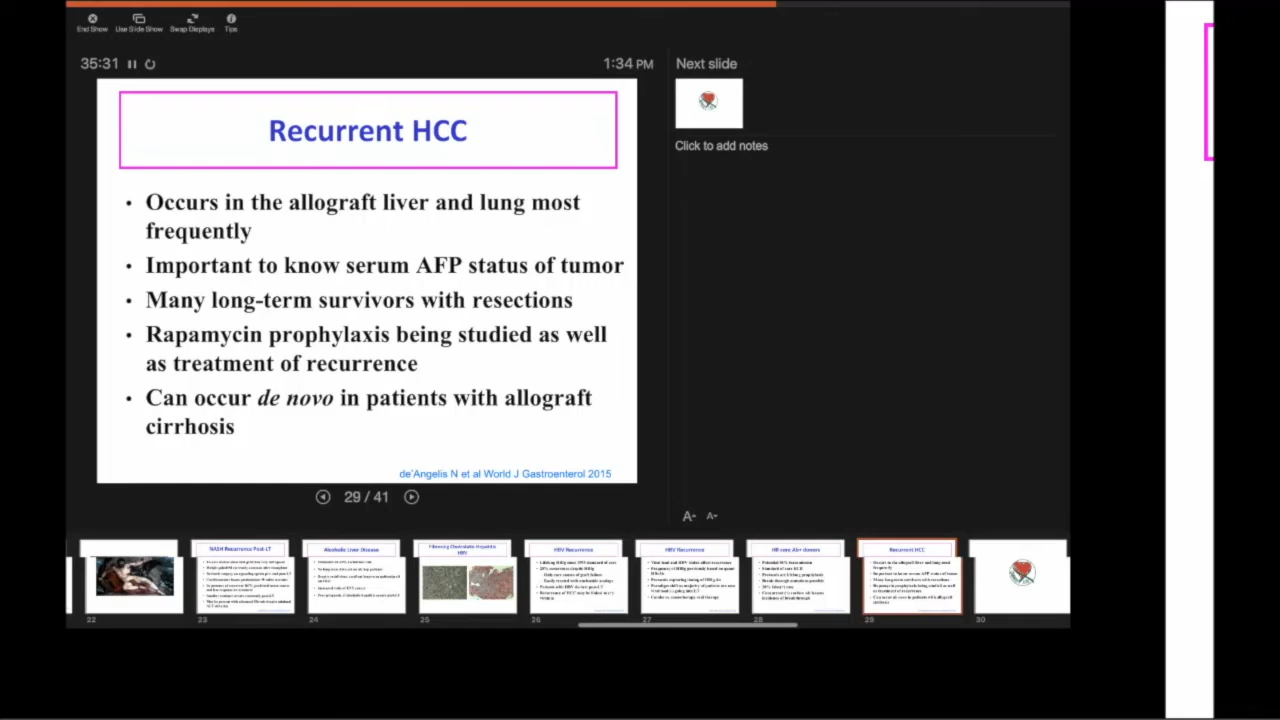 End Show Use Slide Show Swap Displays Tips
35:31 1:34 PM Next slide
Recurrent HCC
Click to add notes
• Occurs in the allograft liver and lung most
frequently
• Important to know serum AFP status of tumor
• Many long-term survivors with resections
• Rapamycin prophylaxis being studied as well
as treatment of recurrence
• Can occur de novo in patients with allograft
cirrhosis
de'Angelis N et al World J Gastroenterol 2015
29 / 41
NASH Recurrence Post-LT
Alcoholic Liver Disease
Fibrosing Cholestatic Hepatitis
HBV
HBV Recurrence
HBV Recurrence
HB core Ab+ donors
Recurrent HCC
22 23 24 25 26 27 28 29 30